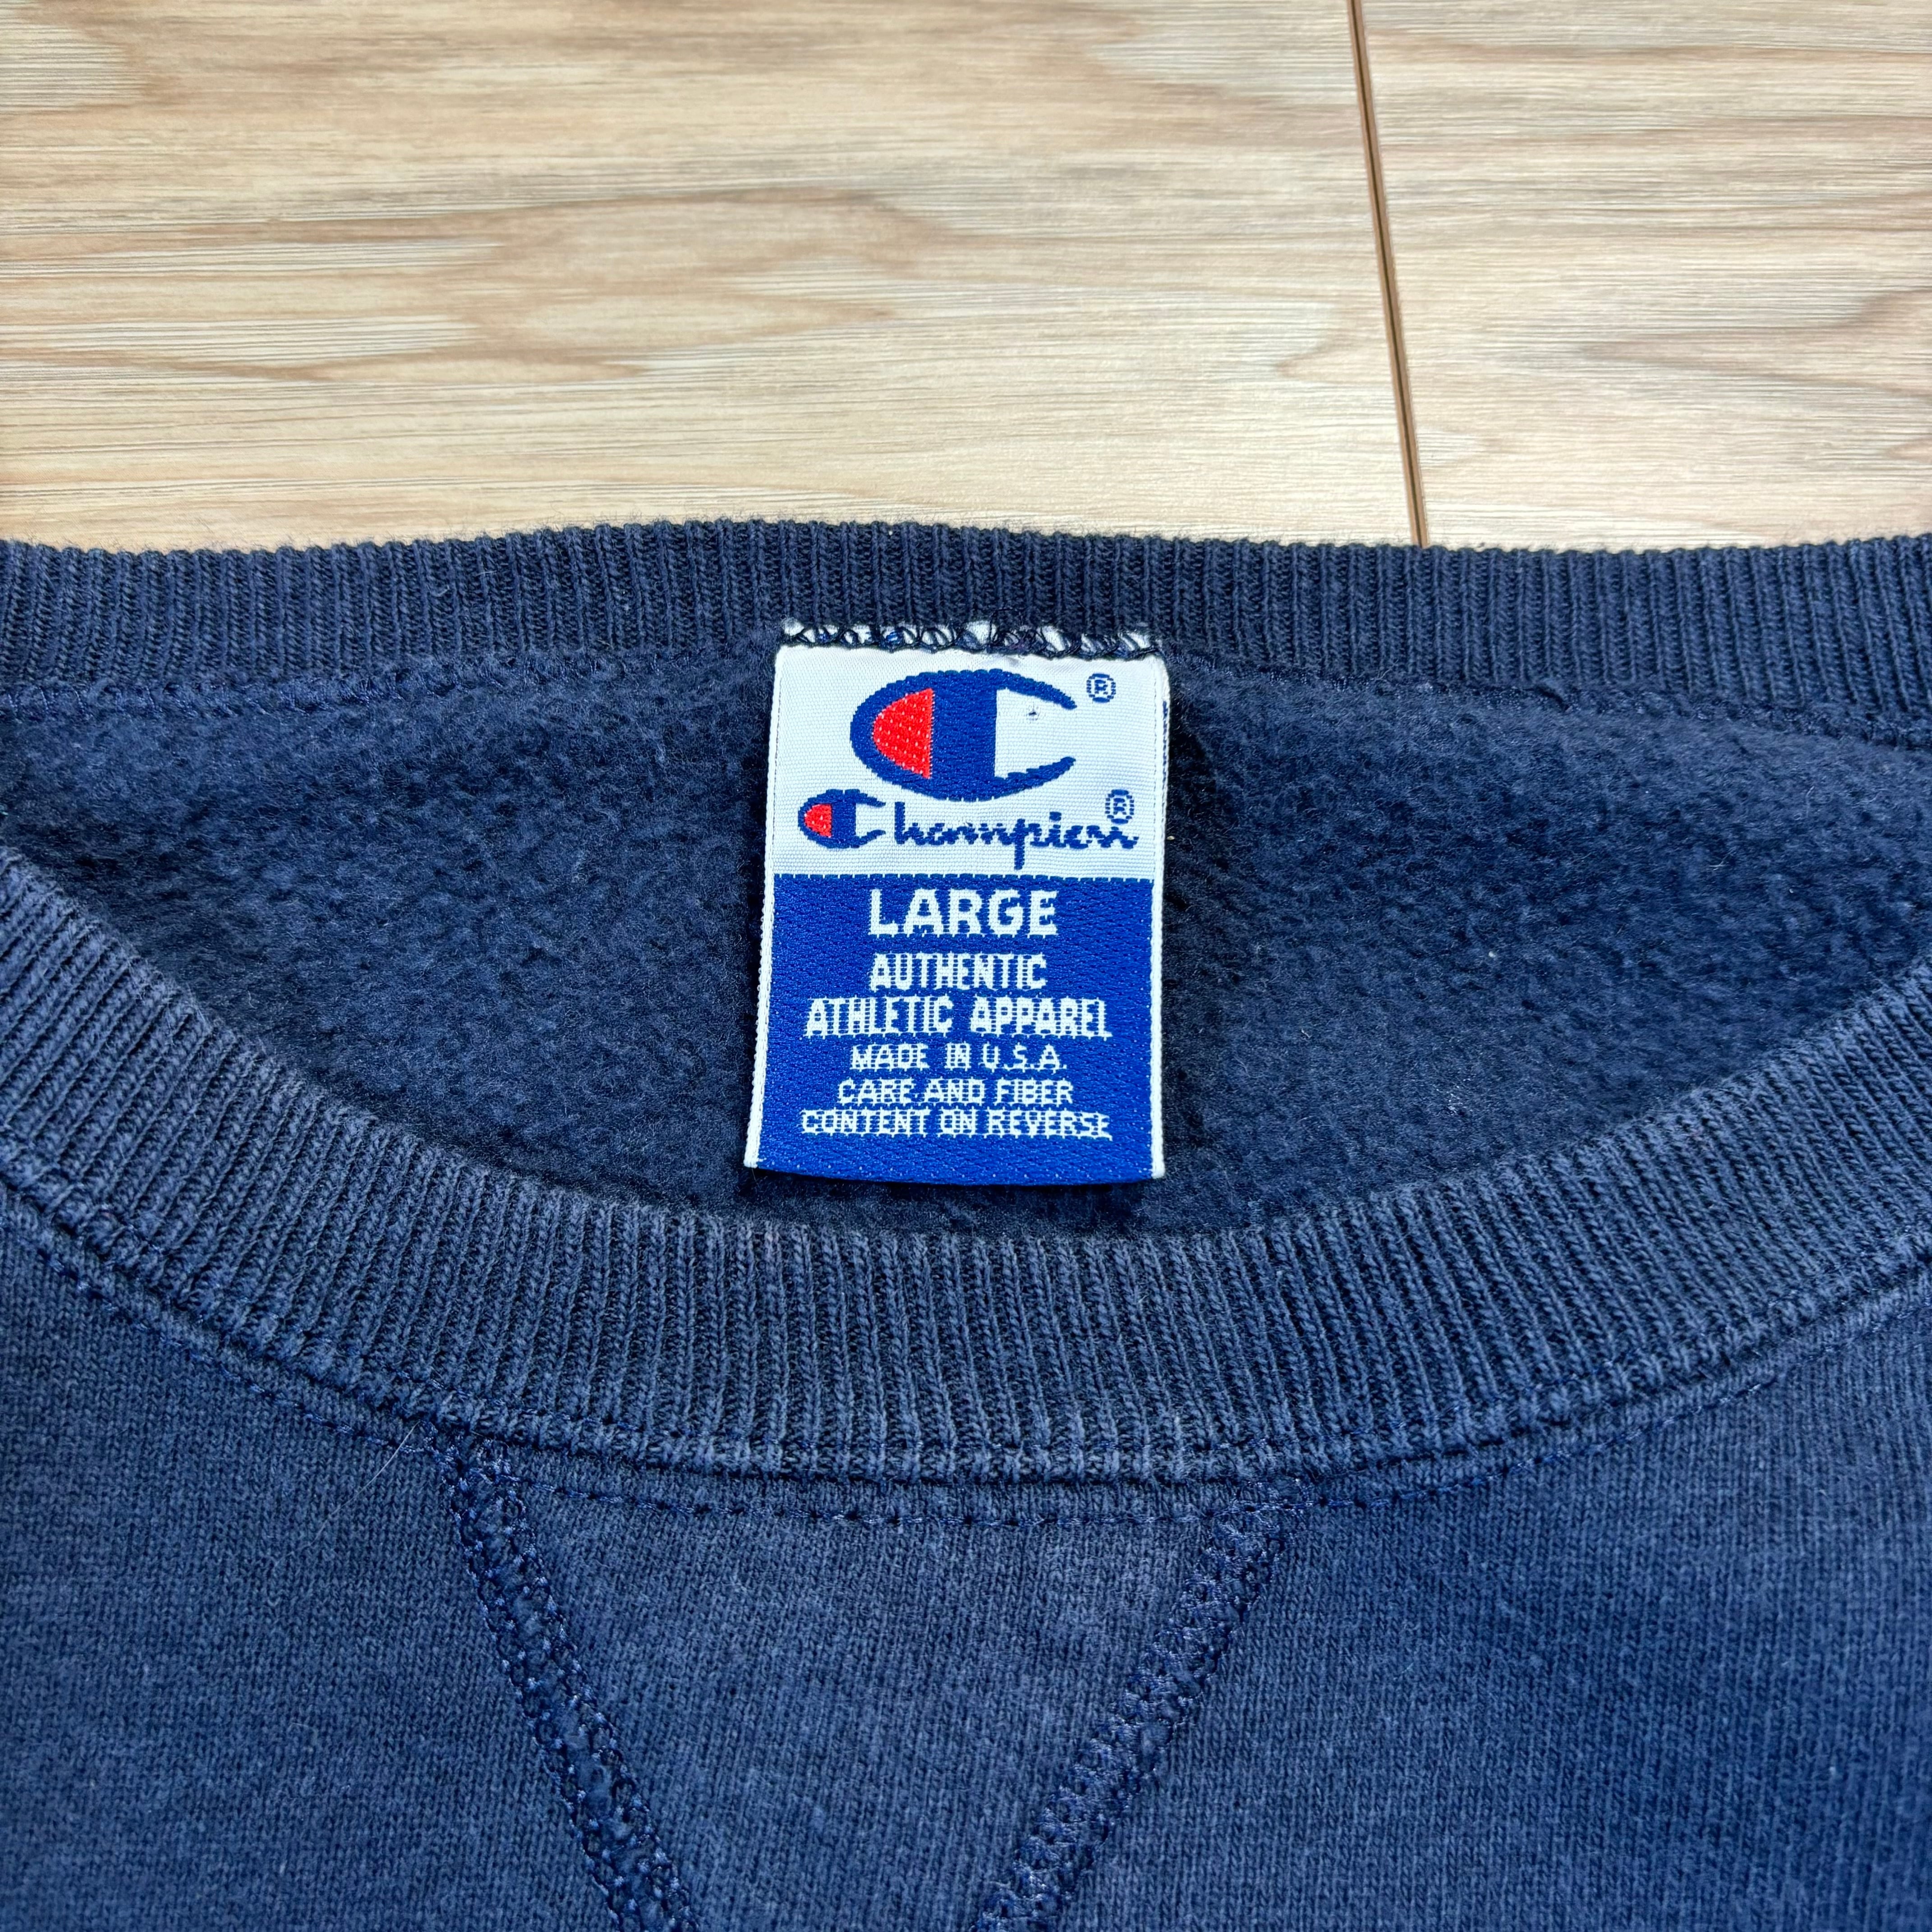 ®
Champion®
LARGE
AUTHENTIC
ATHLETIC APPAREL
MADE IN U.S.A.
CARE AND FIBER
CONTENT ON REVERSE